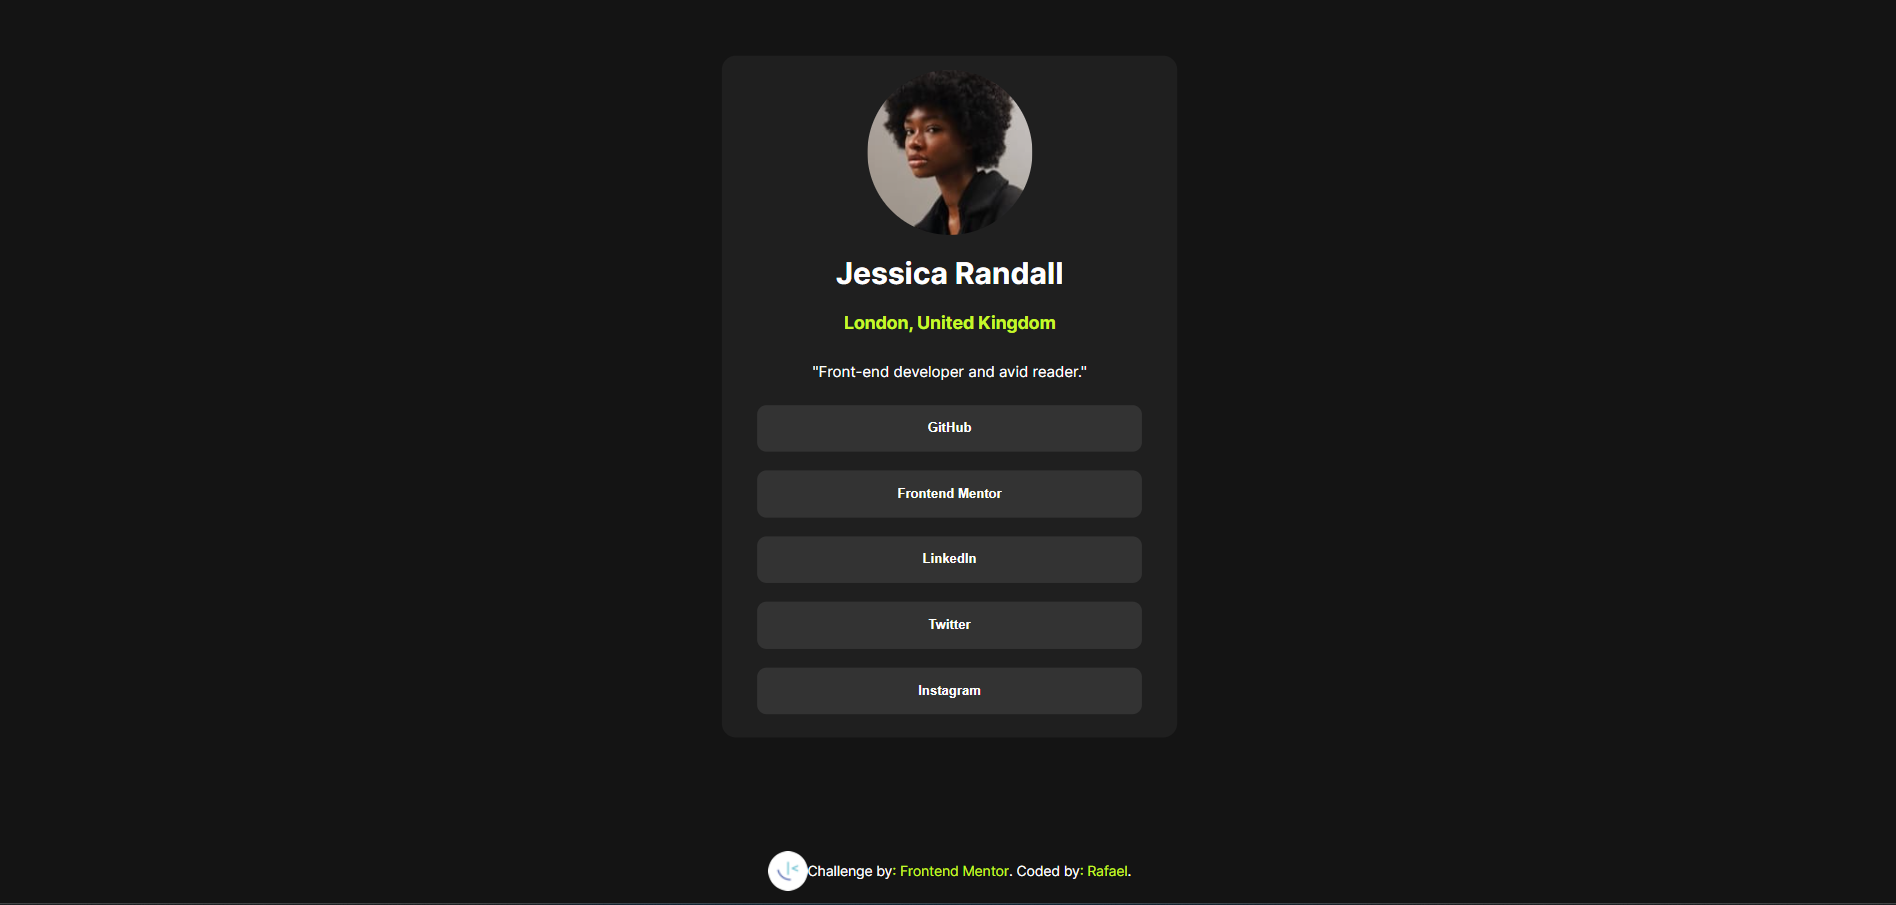 Jessica Randall
London, United Kingdom
"Front-end developer and avid reader."
GitHub
Frontend Mentor
LinkedIn
Twitter
Instagram
Challenge by: Frontend Mentor. Coded by: Rafael.